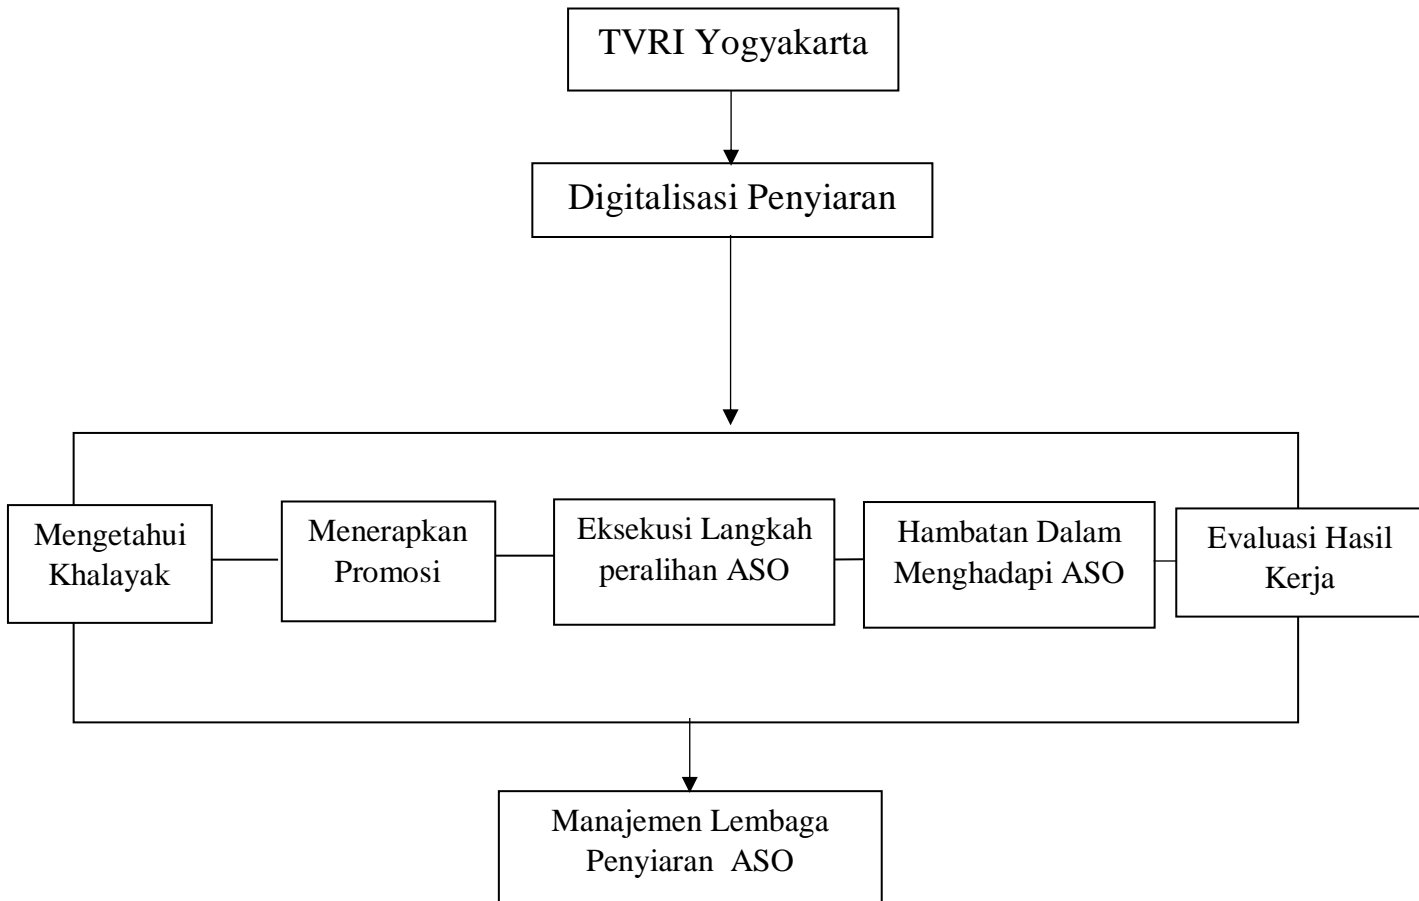 TVRI Yogyakarta
Digitalisasi Penyiaran
Mengetahui
Khalayak
Menerapkan
Promosi
Eksekusi Langkah
peralihan ASO
Hambatan Dalam
Menghadapi ASO
Evaluasi Hasil
Kerja
Manajemen Lembaga
Penyiaran ASO